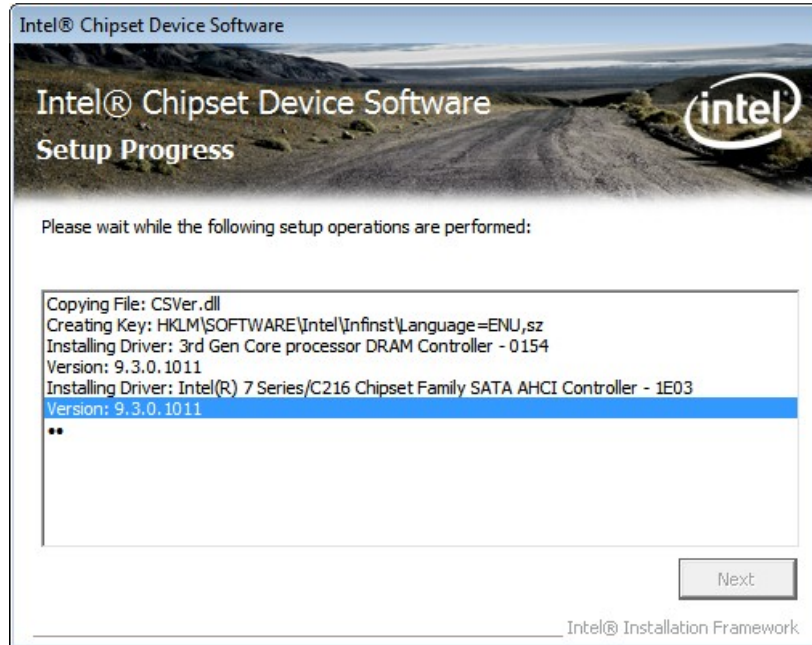 Intel® Chipset Device Software
Intel® Chipset Device Software
Setup Progress
intel
Please wait while the following setup operations are performed:
Copying File: CSVer.dll
Creating Key: HKLM\SOFTWARE\Intel\Infinst\Language=ENU,sz
Installing Driver: 3rd Gen Core processor DRAM Controller - 0154
Version: 9.3.0.1011
Installing Driver: Intel(R) 7 Series/C216 Chipset Family SATA AHCI Controller - 1E03
Version: 9.3.0.1011
••
Next
Intel® Installation Framework